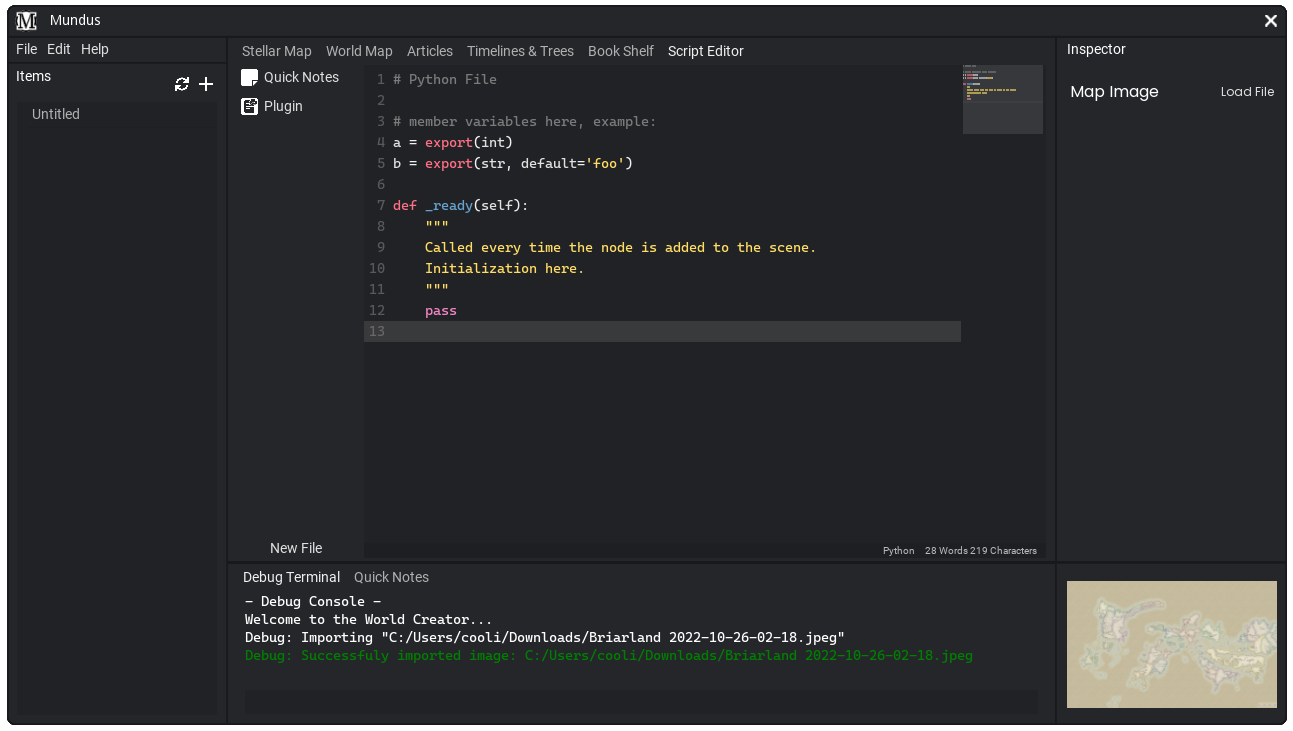 M Mundus
File Edit Help
Items
Untitled
Stellar Map World Map Articles Timelines & Trees Book Shelf Script Editor
Quick Notes
Plugin
New File
1 # Python File
2
3 # member variables here, example:
4 a = export(int)
5 b = export(str, default='foo')
6
7 def _ready(self):
8     """
9     Called every time the node is added to the scene.
10     Initialization here.
11     """
12     pass
13
Python 28 Words 219 Characters
Debug Terminal Quick Notes
- Debug Console -
Welcome to the World Creator...
Debug: Importing "C:/Users/cooli/Downloads/Briarland 2022-10-26-02-18.jpeg"
Debug: Successfuly imported image: C:/Users/cooli/Downloads/Briarland 2022-10-26-02-18.jpeg
Inspector
Map Image Load File